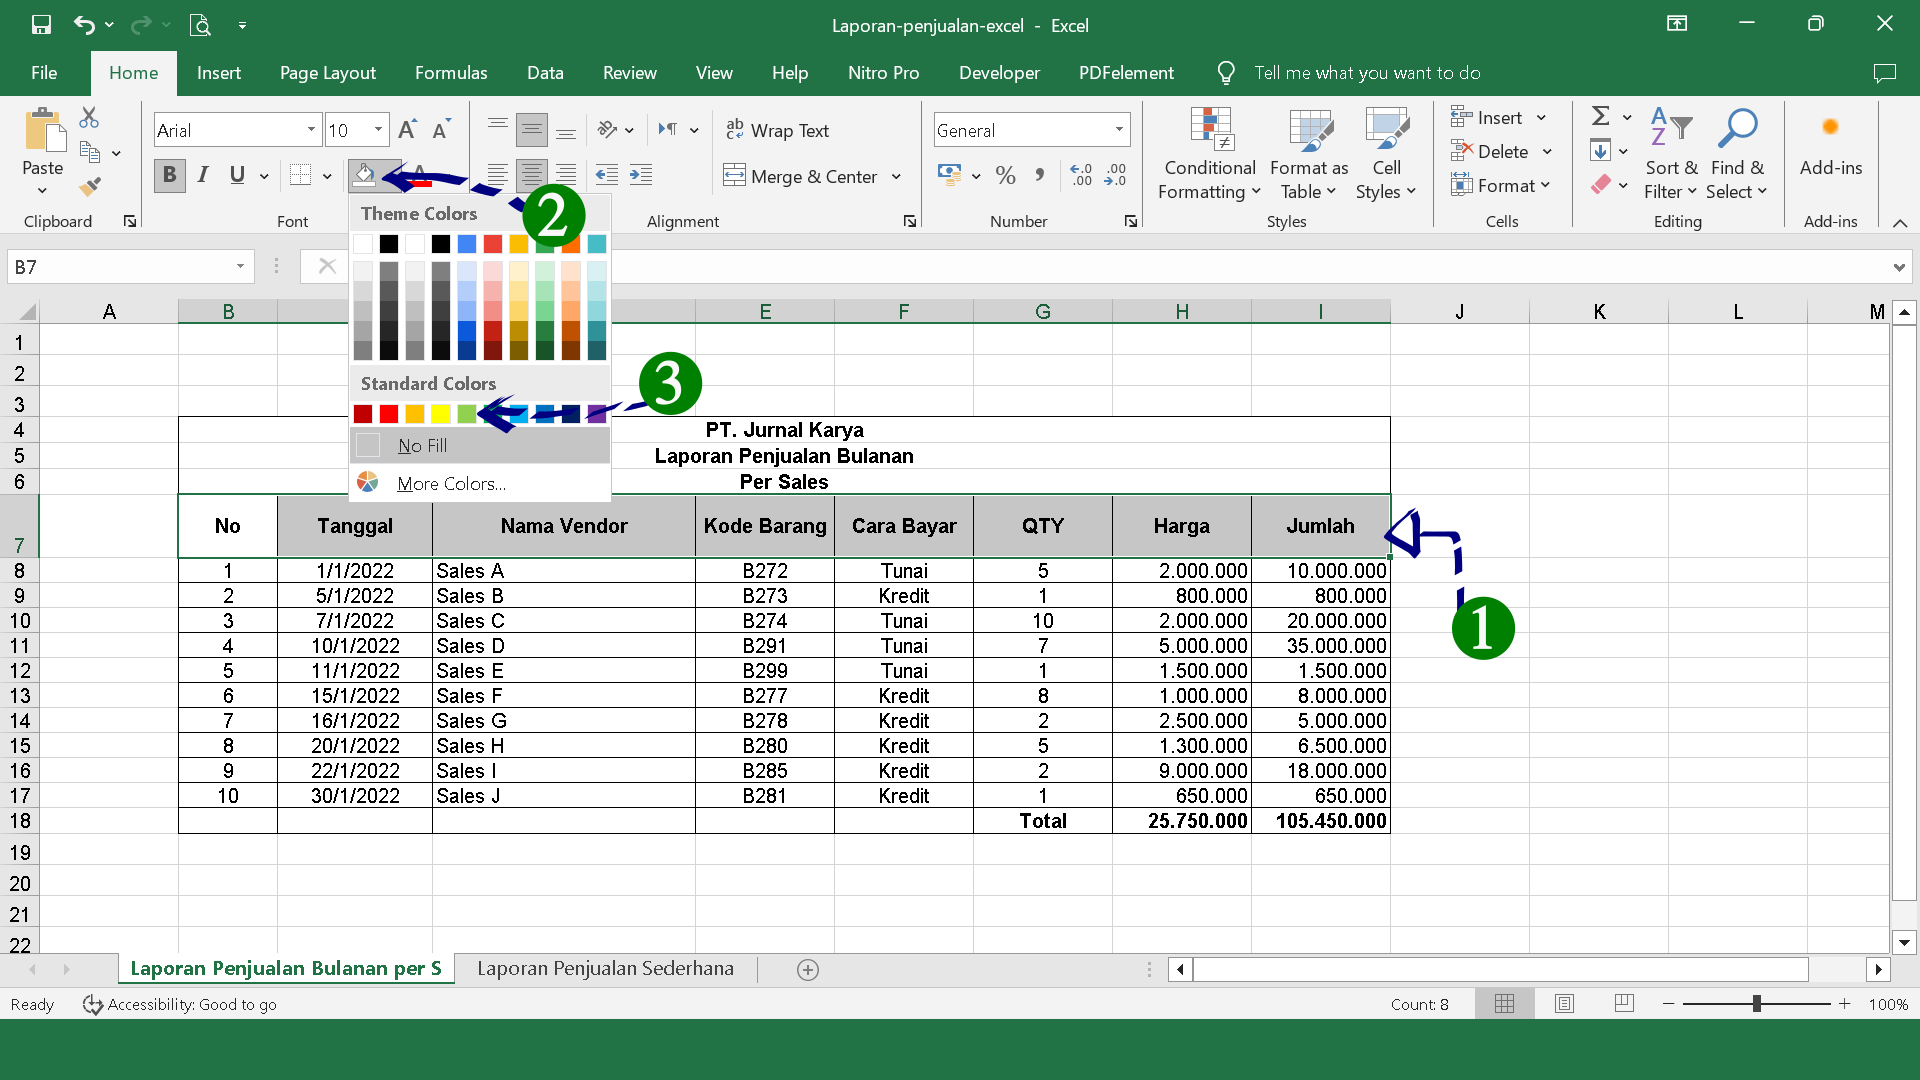 Laporan-penjualan-excel - Excel
File Home Insert Page Layout Formulas Data Review View Help Nitro Pro Developer PDFelement Tell me what you want to do
Paste
Clipboard
Arial 10
B I U
Font
Wrap Text
Merge & Center
Alignment
General
Number
Conditional Formatting
Format as Table
Cell Styles
Styles
Insert
Delete
Format
Cells
Sort & Filter
Find & Select
Editing
Add-ins
Add-ins
B7
Theme Colors
2
Standard Colors
3
No Fill
More Colors...
A B E F G H I J K L M
1
2
3
4 PT. Jurnal Karya
5 Laporan Penjualan Bulanan
6 Per Sales
7 No Tanggal Nama Vendor Kode Barang Cara Bayar QTY Harga Jumlah
8 1 1/1/2022 Sales A B272 Tunai 5 2.000.000 10.000.000
9 2 5/1/2022 Sales B B273 Kredit 1 800.000 800.000
10 3 7/1/2022 Sales C B274 Tunai 10 2.000.000 20.000.000
1
11 4 10/1/2022 Sales D B291 Tunai 7 5.000.000 35.000.000
12 5 11/1/2022 Sales E B299 Tunai 1 1.500.000 1.500.000
13 6 15/1/2022 Sales F B277 Kredit 8 1.000.000 8.000.000
14 7 16/1/2022 Sales G B278 Kredit 2 2.500.000 5.000.000
15 8 20/1/2022 Sales H B280 Kredit 5 1.300.000 6.500.000
16 9 22/1/2022 Sales I B285 Kredit 2 9.000.000 18.000.000
17 10 30/1/2022 Sales J B281 Kredit 1 650.000 650.000
18 Total 25.750.000 105.450.000
19
20
21
22
Laporan Penjualan Bulanan per S Laporan Penjualan Sederhana
Ready Accessibility: Good to go Count: 8 100%